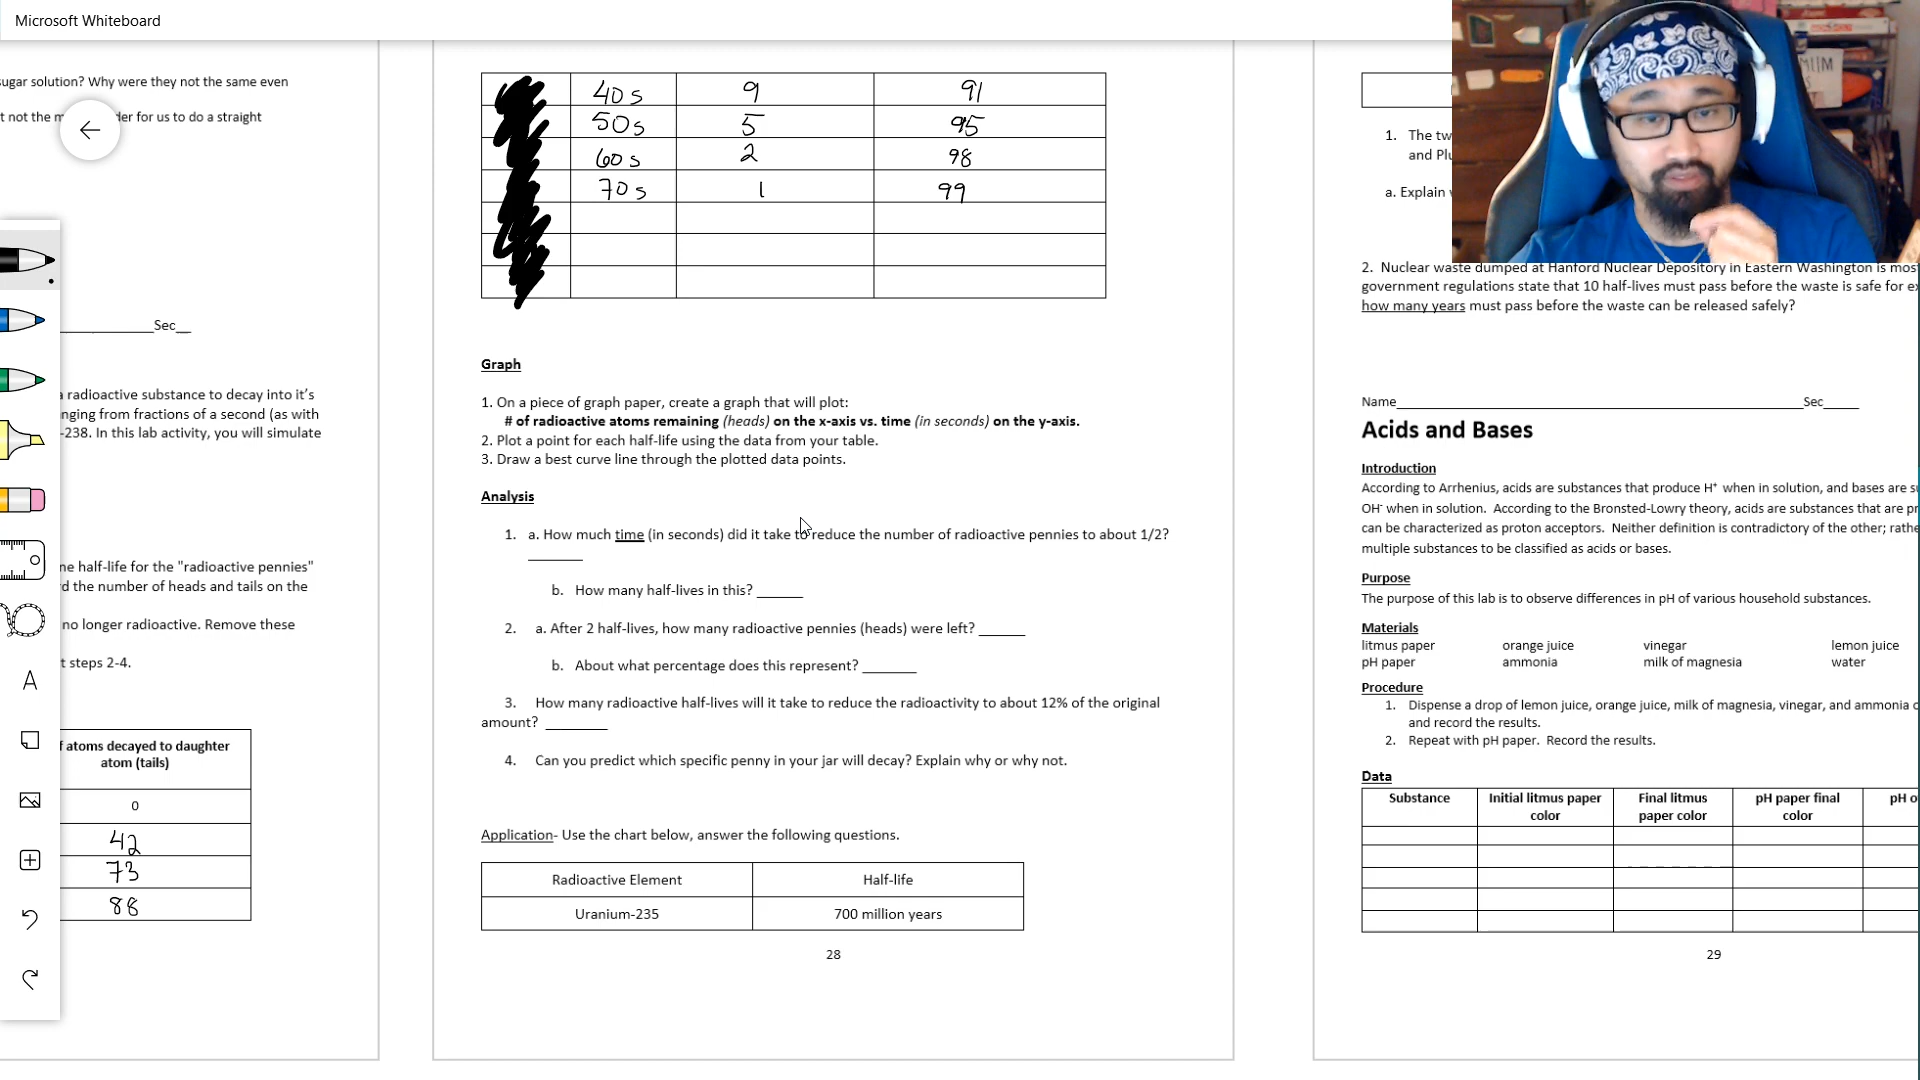 Microsoft Whiteboard
sugar solution? Why were they not the same even
t not the m der for us to do a straight
Sec__
a radioactive substance to decay into it's
nging from fractions of a second (as with
-238. In this lab activity, you will simulate
ne half-life for the "radioactive pennies"
d the number of heads and tails on the
no longer radioactive. Remove these
t steps 2-4.
f atoms decayed to daughter
atom (tails)
0
42
73
88
A
40s 9 91
50s 5 95
60s 2 98
70s 1 99
Graph
1. On a piece of graph paper, create a graph that will plot:
# of radioactive atoms remaining (heads) on the x-axis vs. time (in seconds) on the y-axis.
2. Plot a point for each half-life using the data from your table.
3. Draw a best curve line through the plotted data points.
Analysis
1. a. How much time (in seconds) did it take to reduce the number of radioactive pennies to about 1/2?
_______
b. How many half-lives in this? ______
2. a. After 2 half-lives, how many radioactive pennies (heads) were left? ______
b. About what percentage does this represent? _______
3. How many radioactive half-lives will it take to reduce the radioactivity to about 12% of the original
amount? ________
4. Can you predict which specific penny in your jar will decay? Explain why or why not.
Application- Use the chart below, answer the following questions.
Radioactive Element Half-life
Uranium-235 700 million years
28
1. The tw
and Plu
a. Explain
2. Nuclear waste dumped at Hanford Nuclear Depository in Eastern Washington is mos
government regulations state that 10 half-lives must pass before the waste is safe for e
how many years must pass before the waste can be released safely?
Name______Sec_____
Acids and Bases
Introduction
According to Arrhenius, acids are substances that produce H⁺ when in solution, and bases are s
OH⁻ when in solution. According to the Bronsted-Lowry theory, acids are substances that are pr
can be characterized as proton acceptors. Neither definition is contradictory of the other; rathe
multiple substances to be classified as acids or bases.
Purpose
The purpose of this lab is to observe differences in pH of various household substances.
Materials
litmus paper orange juice vinegar lemon juice
pH paper ammonia milk of magnesia water
Procedure
1. Dispense a drop of lemon juice, orange juice, milk of magnesia, vinegar, and ammonia o
and record the results.
2. Repeat with pH paper. Record the results.
Data
Substance Initial litmus paper color Final litmus paper color pH paper final color pH o
29